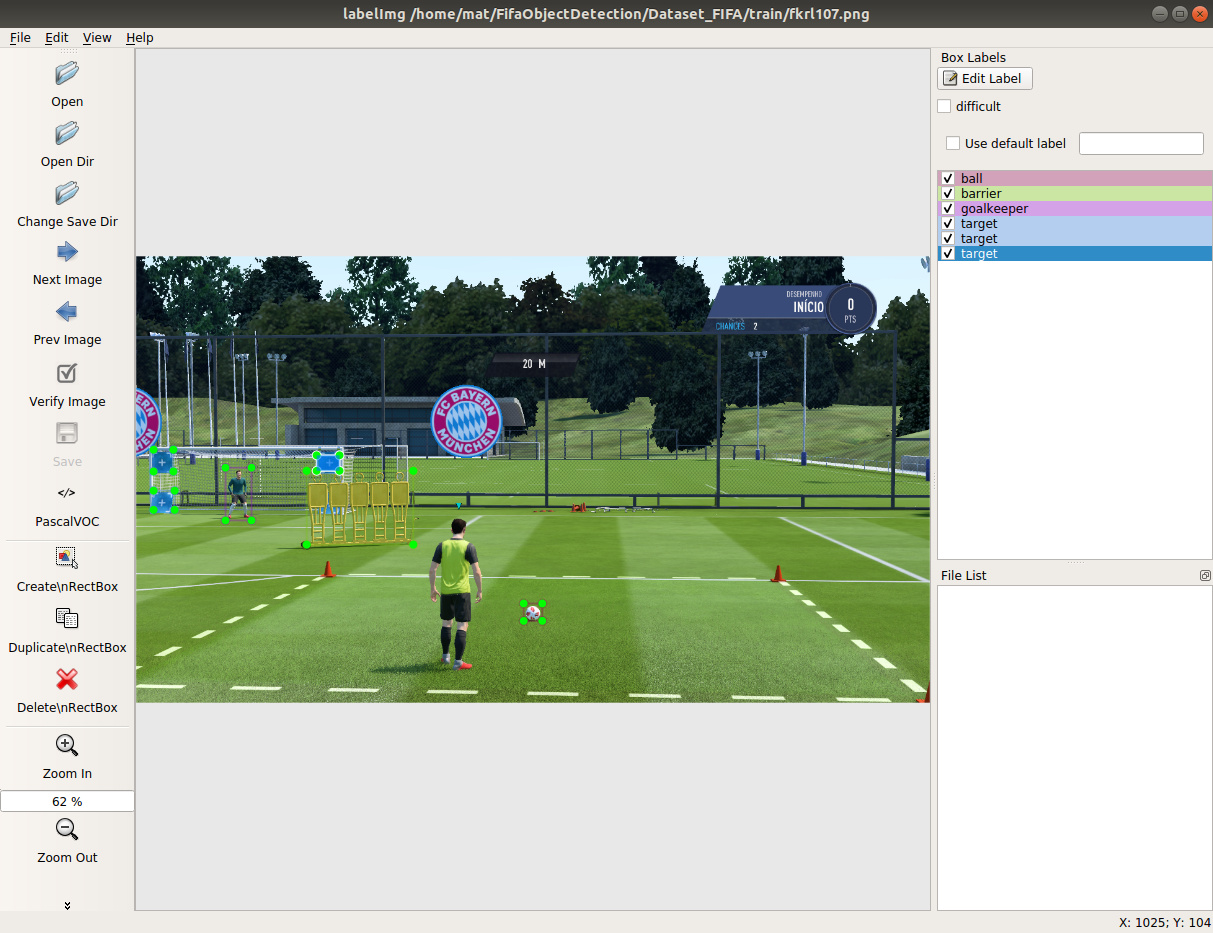 labelImg /home/mat/FifaObjectDetection/Dataset_FIFA/train/fkrl107.png
File Edit View Help
Open
Open Dir
Change Save Dir
Next Image
Prev Image
Verify Image
Save
</>
PascalVOC
Create\nRectBox
Duplicate\nRectBox
Delete\nRectBox
Zoom In
62 %
Zoom Out
DESEMPENHO
INÍCIO
0
PTS
CHANCES 2
20 M
FC BAYERN
MÜNCHEN
Box Labels
Edit Label
difficult
Use default label
ball
barrier
goalkeeper
target
target
target
File List
X: 1025; Y: 104